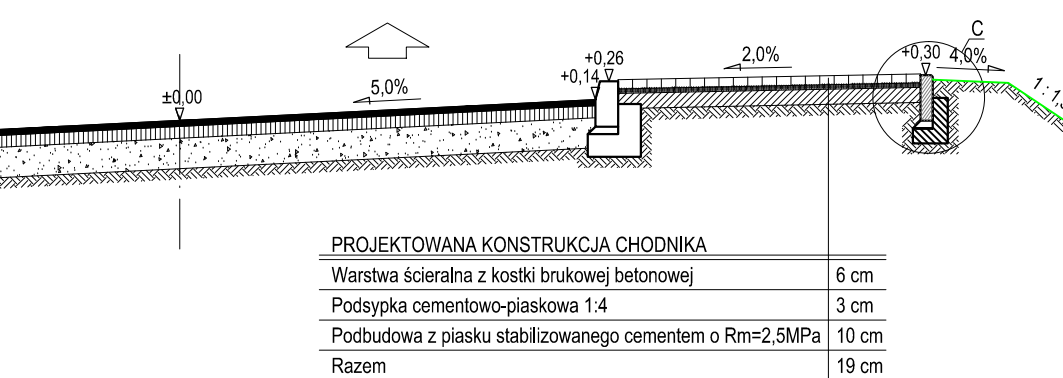 C
+0,30
4,0%
+0,26
2,0%
+0,14
5,0%
±0,00
PROJEKTOWANA KONSTRUKCJA CHODNIKA
Warstwa ścieralna z kostki brukowej betonowej 6 cm
Podsypka cementowo-piaskowa 1:4 3 cm
Podbudowa z piasku stabilizowanego cementem o Rm=2,5MPa 10 cm
Razem 19 cm